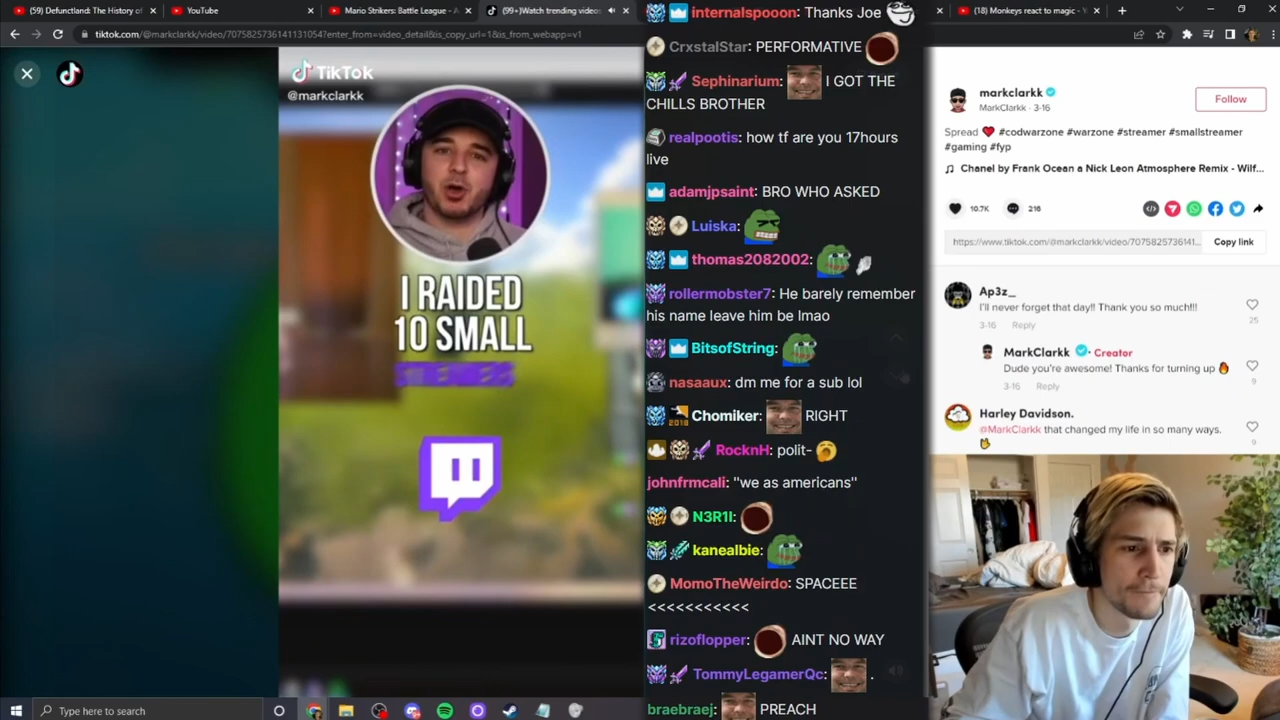 (59) Defunctland: The History of
YouTube
Mario Strikers: Battle League - A
(99+)Watch trending video
(18) Monkeys react to magic - Y
tiktok.com/@markclarkk/video/7075825736141131054?enter_from=video_detail&is_copy_url=1&is_from_webapp=v1
TikTok
@markclarkk
I RAIDED
10 SMALL
internalspooon: Thanks Joe
CrxstalStar: PERFORMATIVE
Sephinarium: I GOT THE
CHILLS BROTHER
realpootis: how tf are you 17hours
live
adamjpsaint: BRO WHO ASKED
Luiska:
thomas2082002:
rollermobster7: He barely remember
his name leave him be lmao
BitsofString:
nasaaux: dm me for a sub lol
2018
Chomiker: RIGHT
RocknH: polit-
johnfrmcali: "we as americans"
N3R1I:
kanealbie:
MomoTheWeirdo: SPACEEE
<<<<<<<<<<<
rizoflopper: AINT NO WAY
TommyLegamerQc: .
braebraej: PREACH
markclarkk
MarkClarkk · 3-16
Follow
Spread #codwarzone #warzone #streamer #smallstreamer
#gaming #fyp
Chanel by Frank Ocean a Nick Leon Atmosphere Remix - Wilf...
10.7K
216
https://www.tiktok.com/@markclarkk/video/7075825736141...
Copy link
Ap3z_
I'll never forget that day!! Thank you so much!!!
3-16 Reply
25
MarkClarkk · Creator
Dude you're awesome! Thanks for turning up
3-16 Reply
9
Harley Davidson.
@MarkClarkk that changed my life in so many ways.
9
Type here to search